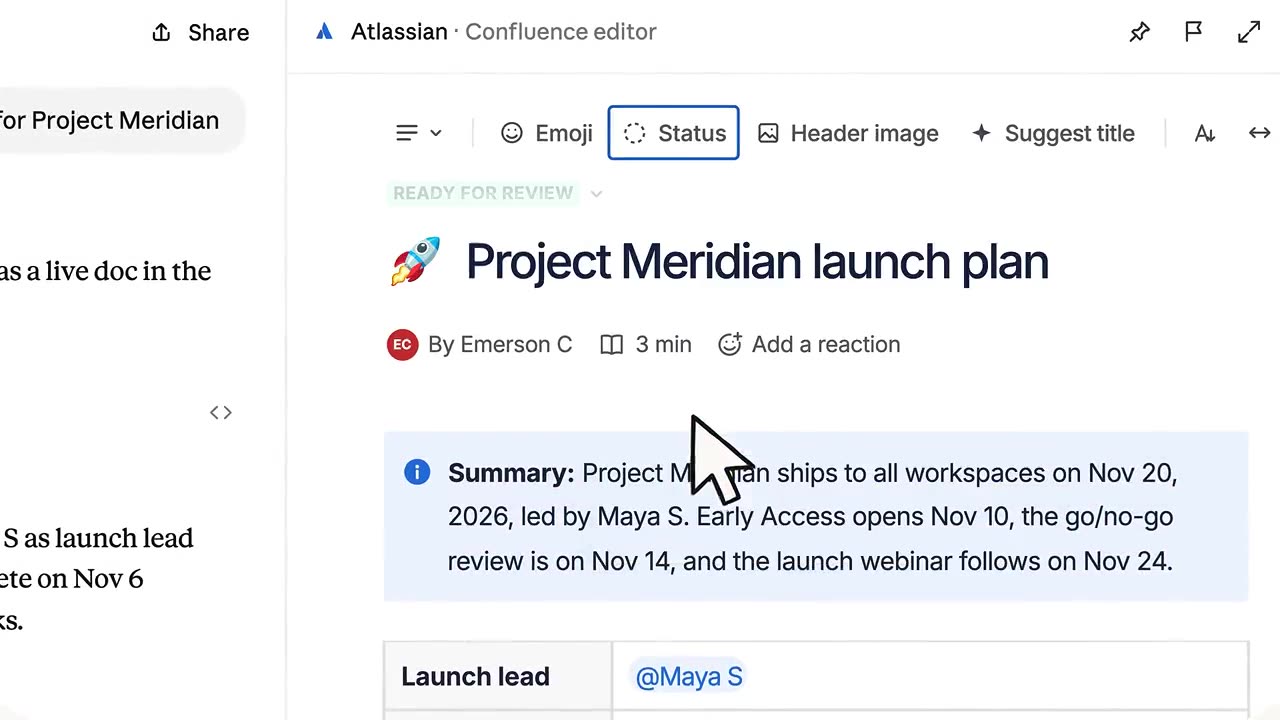 Share
for Project Meridian
as a live doc in the
S as launch lead
ete on Nov 6
ks.
Atlassian · Confluence editor
Emoji
Status
Header image
Suggest title
READY FOR REVIEW
Project Meridian launch plan
EC By Emerson C
3 min
Add a reaction
Summary: Project Meridian ships to all workspaces on Nov 20,
2026, led by Maya S. Early Access opens Nov 10, the go/no-go
review is on Nov 14, and the launch webinar follows on Nov 24.
Launch lead
@Maya S